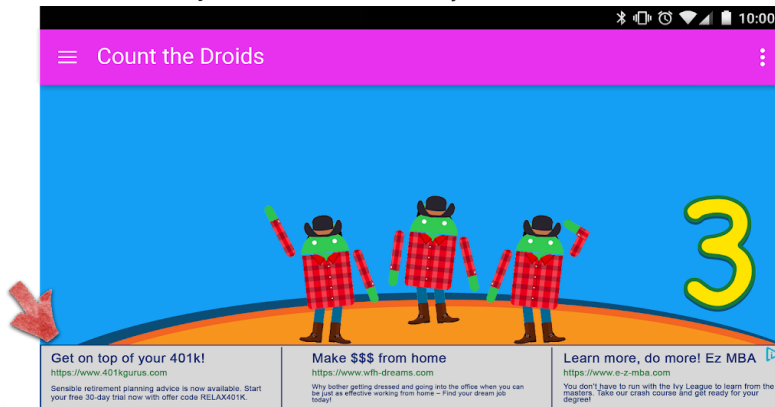 10:00
Count the Droids
3
Get on top of your 401k!
https://www.401kgurus.com
Sensible retirement planning advice is now available. Start
your free 30-day trial now with offer code RELAX401K.
Make $$$ from home
https://www.wfh-dreams.com
Why bother getting dressed and going into the office when you can
be just as effective working from home – Find your dream job
today!
Learn more, do more! Ez MBA
https://www.e-z-mba.com
You don't have to run with the Ivy League to learn from the
masters. Take our crash course and get ready for your
degree!